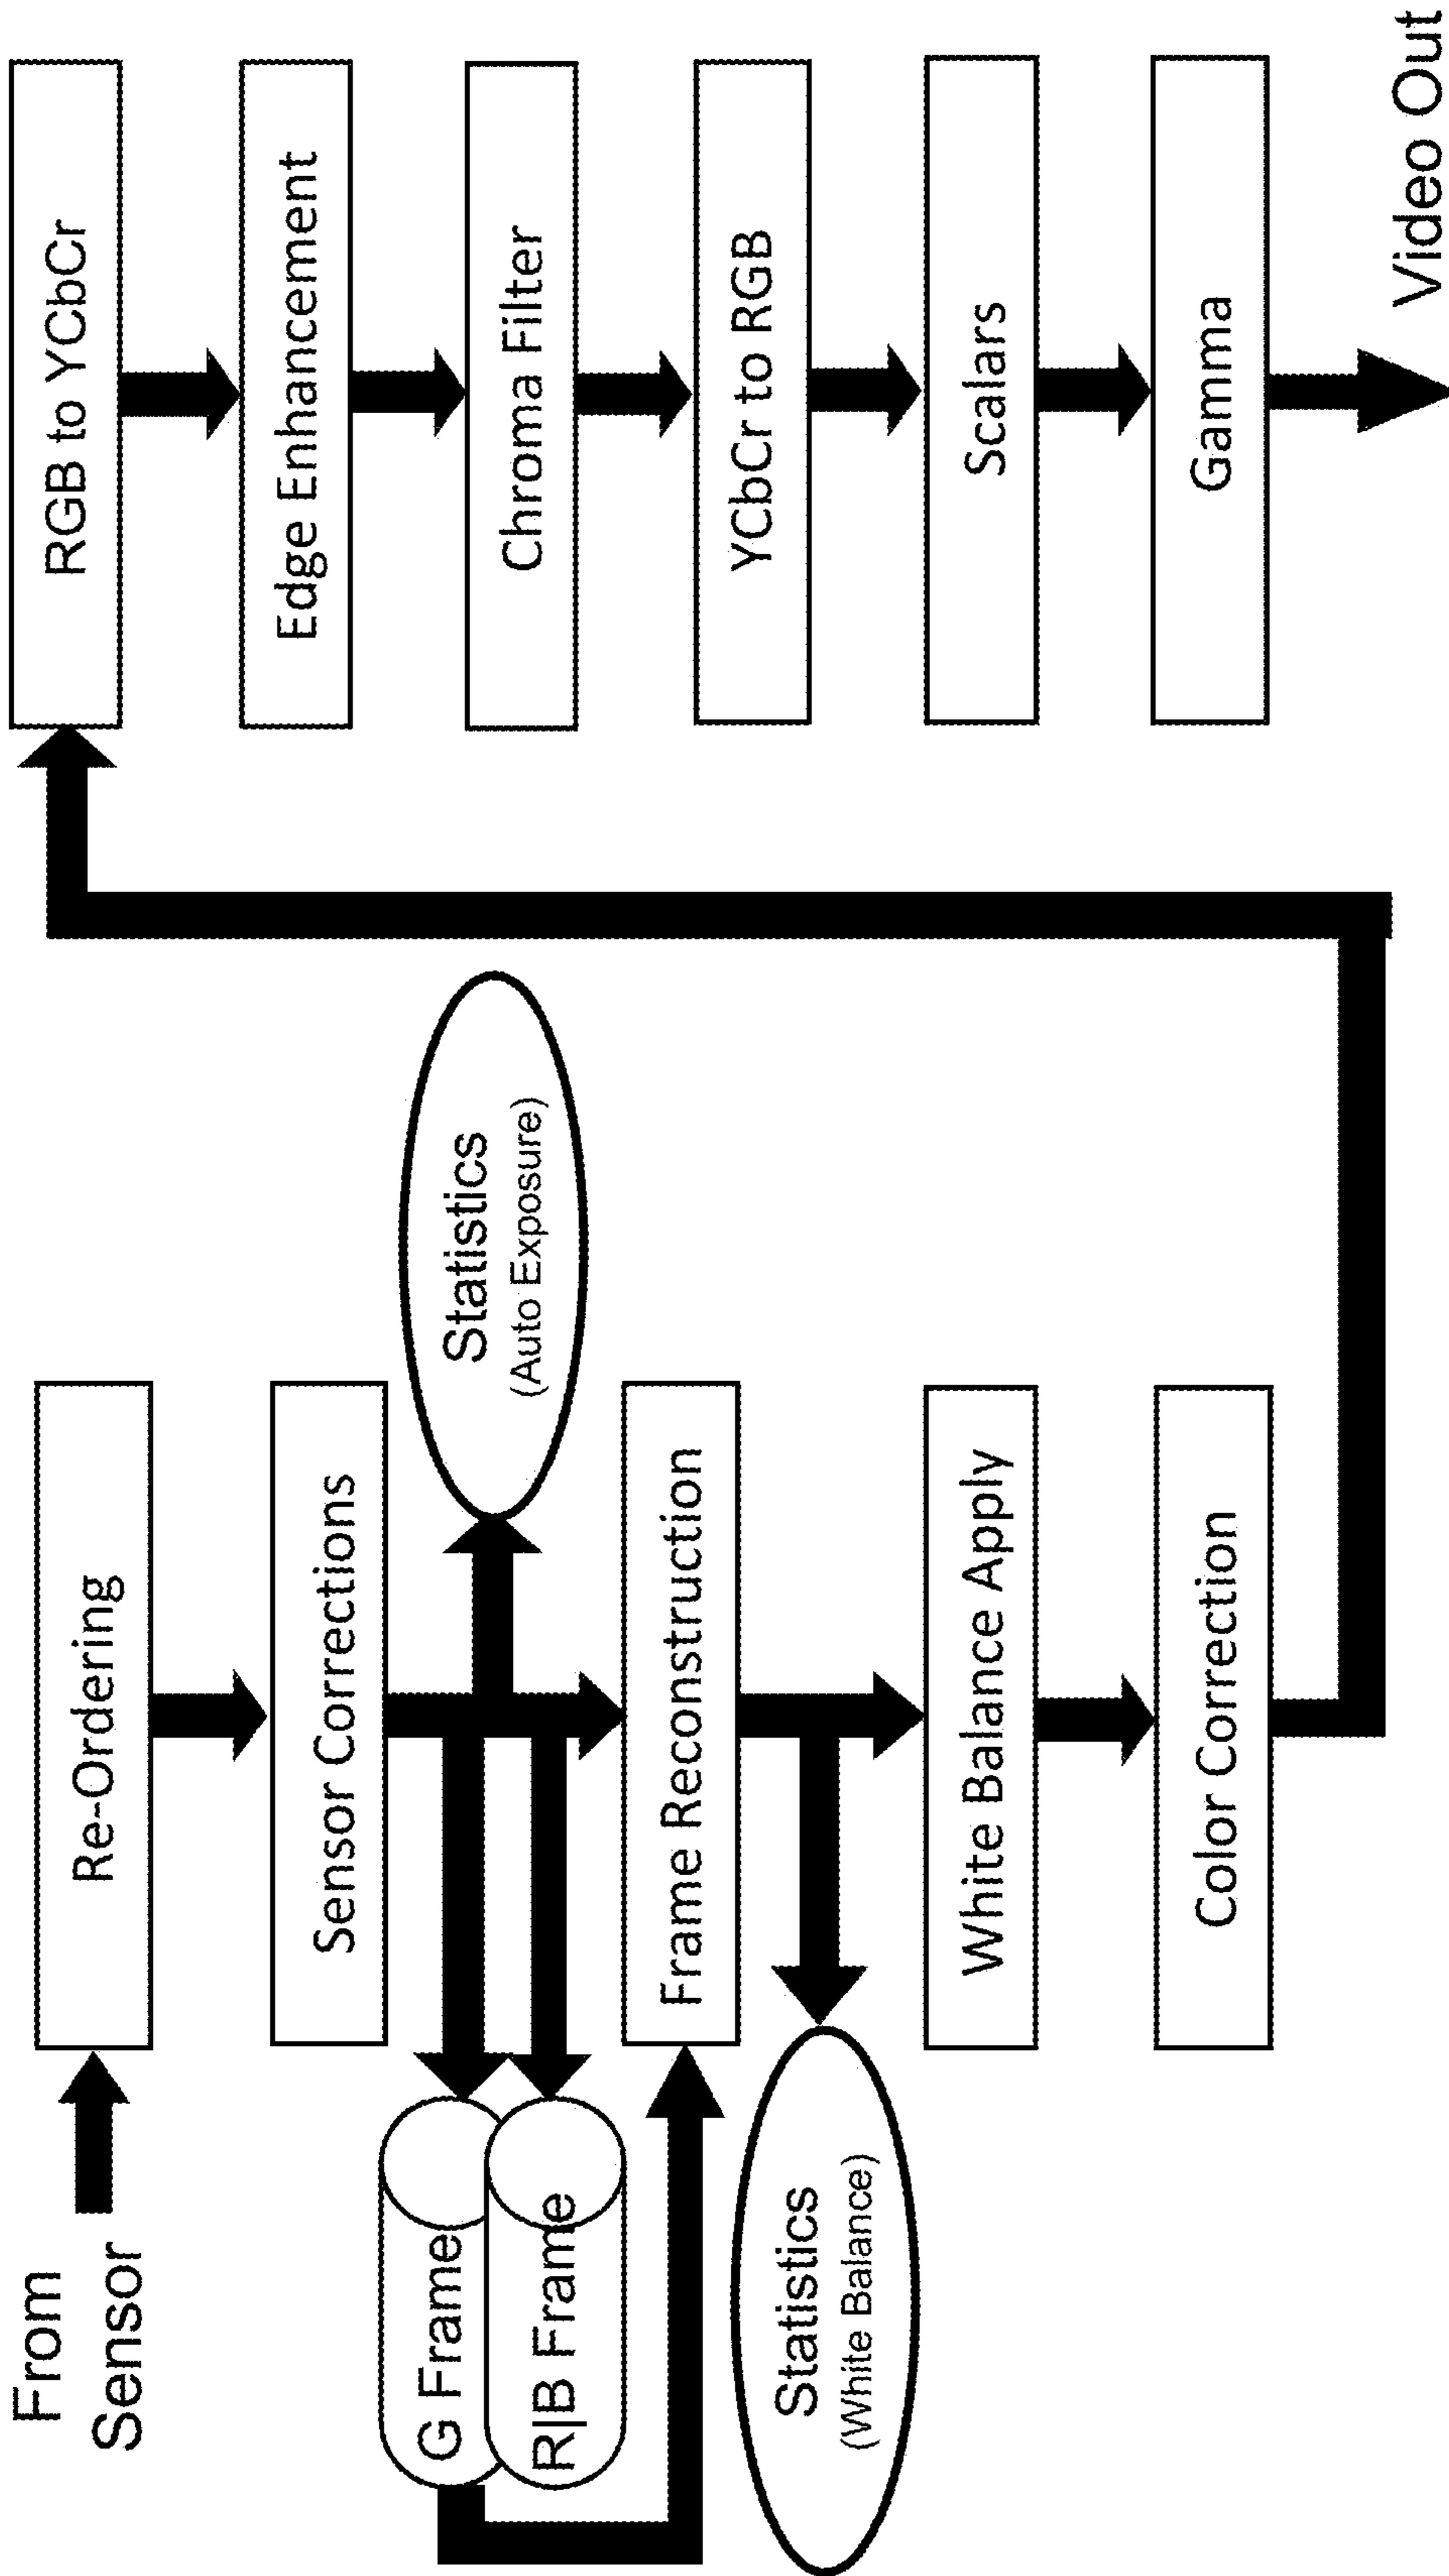 From
Sensor
Re-Ordering
Sensor Corrections
G Frame
R|B Frame
Statistics
(Auto Exposure)
Frame Reconstruction
Statistics
(White Balance)
White Balance Apply
Color Correction
RGB to YCbCr
Edge Enhancement
Chroma Filter
YCbCr to RGB
Scalars
Gamma
Video Out